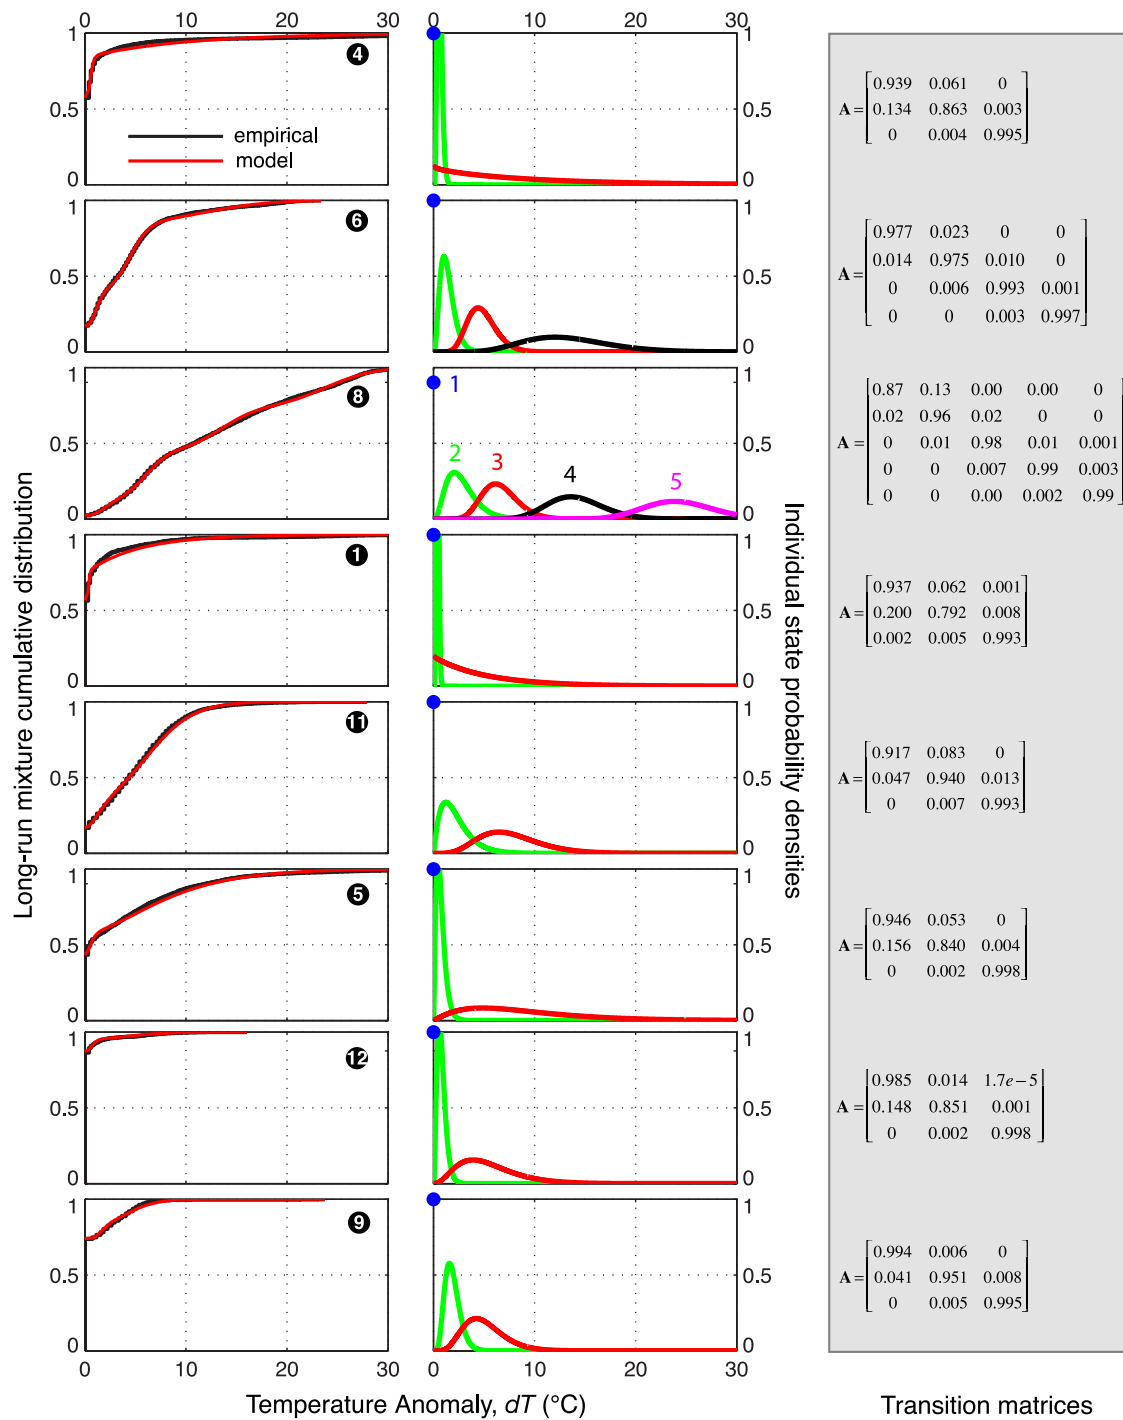 0 10 20 30 0 10 20 30
1 0.5 0 4 1 0.5 0
empirical
model
A = [0.939 0.061 0
0.134 0.863 0.003
0 0.004 0.995]
1 0.5 0 6 1 0.5 0
A = [0.977 0.023 0 0
0.014 0.975 0.010 0
0 0.006 0.993 0.001
0 0 0.003 0.997]
1 0.5 0 8 1 2 3 4 5 1 0.5 0
A = [0.87 0.13 0.00 0.00 0
0.02 0.96 0.02 0 0
0 0.01 0.98 0.01 0.001
0 0 0.007 0.99 0.003
0 0 0.00 0.002 0.99]
1 0.5 0 1 1 0.5 0
A = [0.937 0.062 0.001
0.200 0.792 0.008
0.002 0.005 0.993]
1 0.5 0 11 1 0.5 0
A = [0.917 0.083 0
0.047 0.940 0.013
0 0.007 0.993]
1 0.5 0 5 1 0.5 0
A = [0.946 0.053 0
0.156 0.840 0.004
0 0.002 0.998]
1 0.5 0 12 1 0.5 0
A = [0.985 0.014 1.7e−5
0.148 0.851 0.001
0 0.002 0.998]
1 0.5 0 9 1 0.5 0
A = [0.994 0.006 0
0.041 0.951 0.008
0 0.005 0.995]
0 10 20 30 0 10 20 30
Long-run mixture cumulative distribution
Individual state probability densities
Temperature Anomaly, dT (°C)
Transition matrices